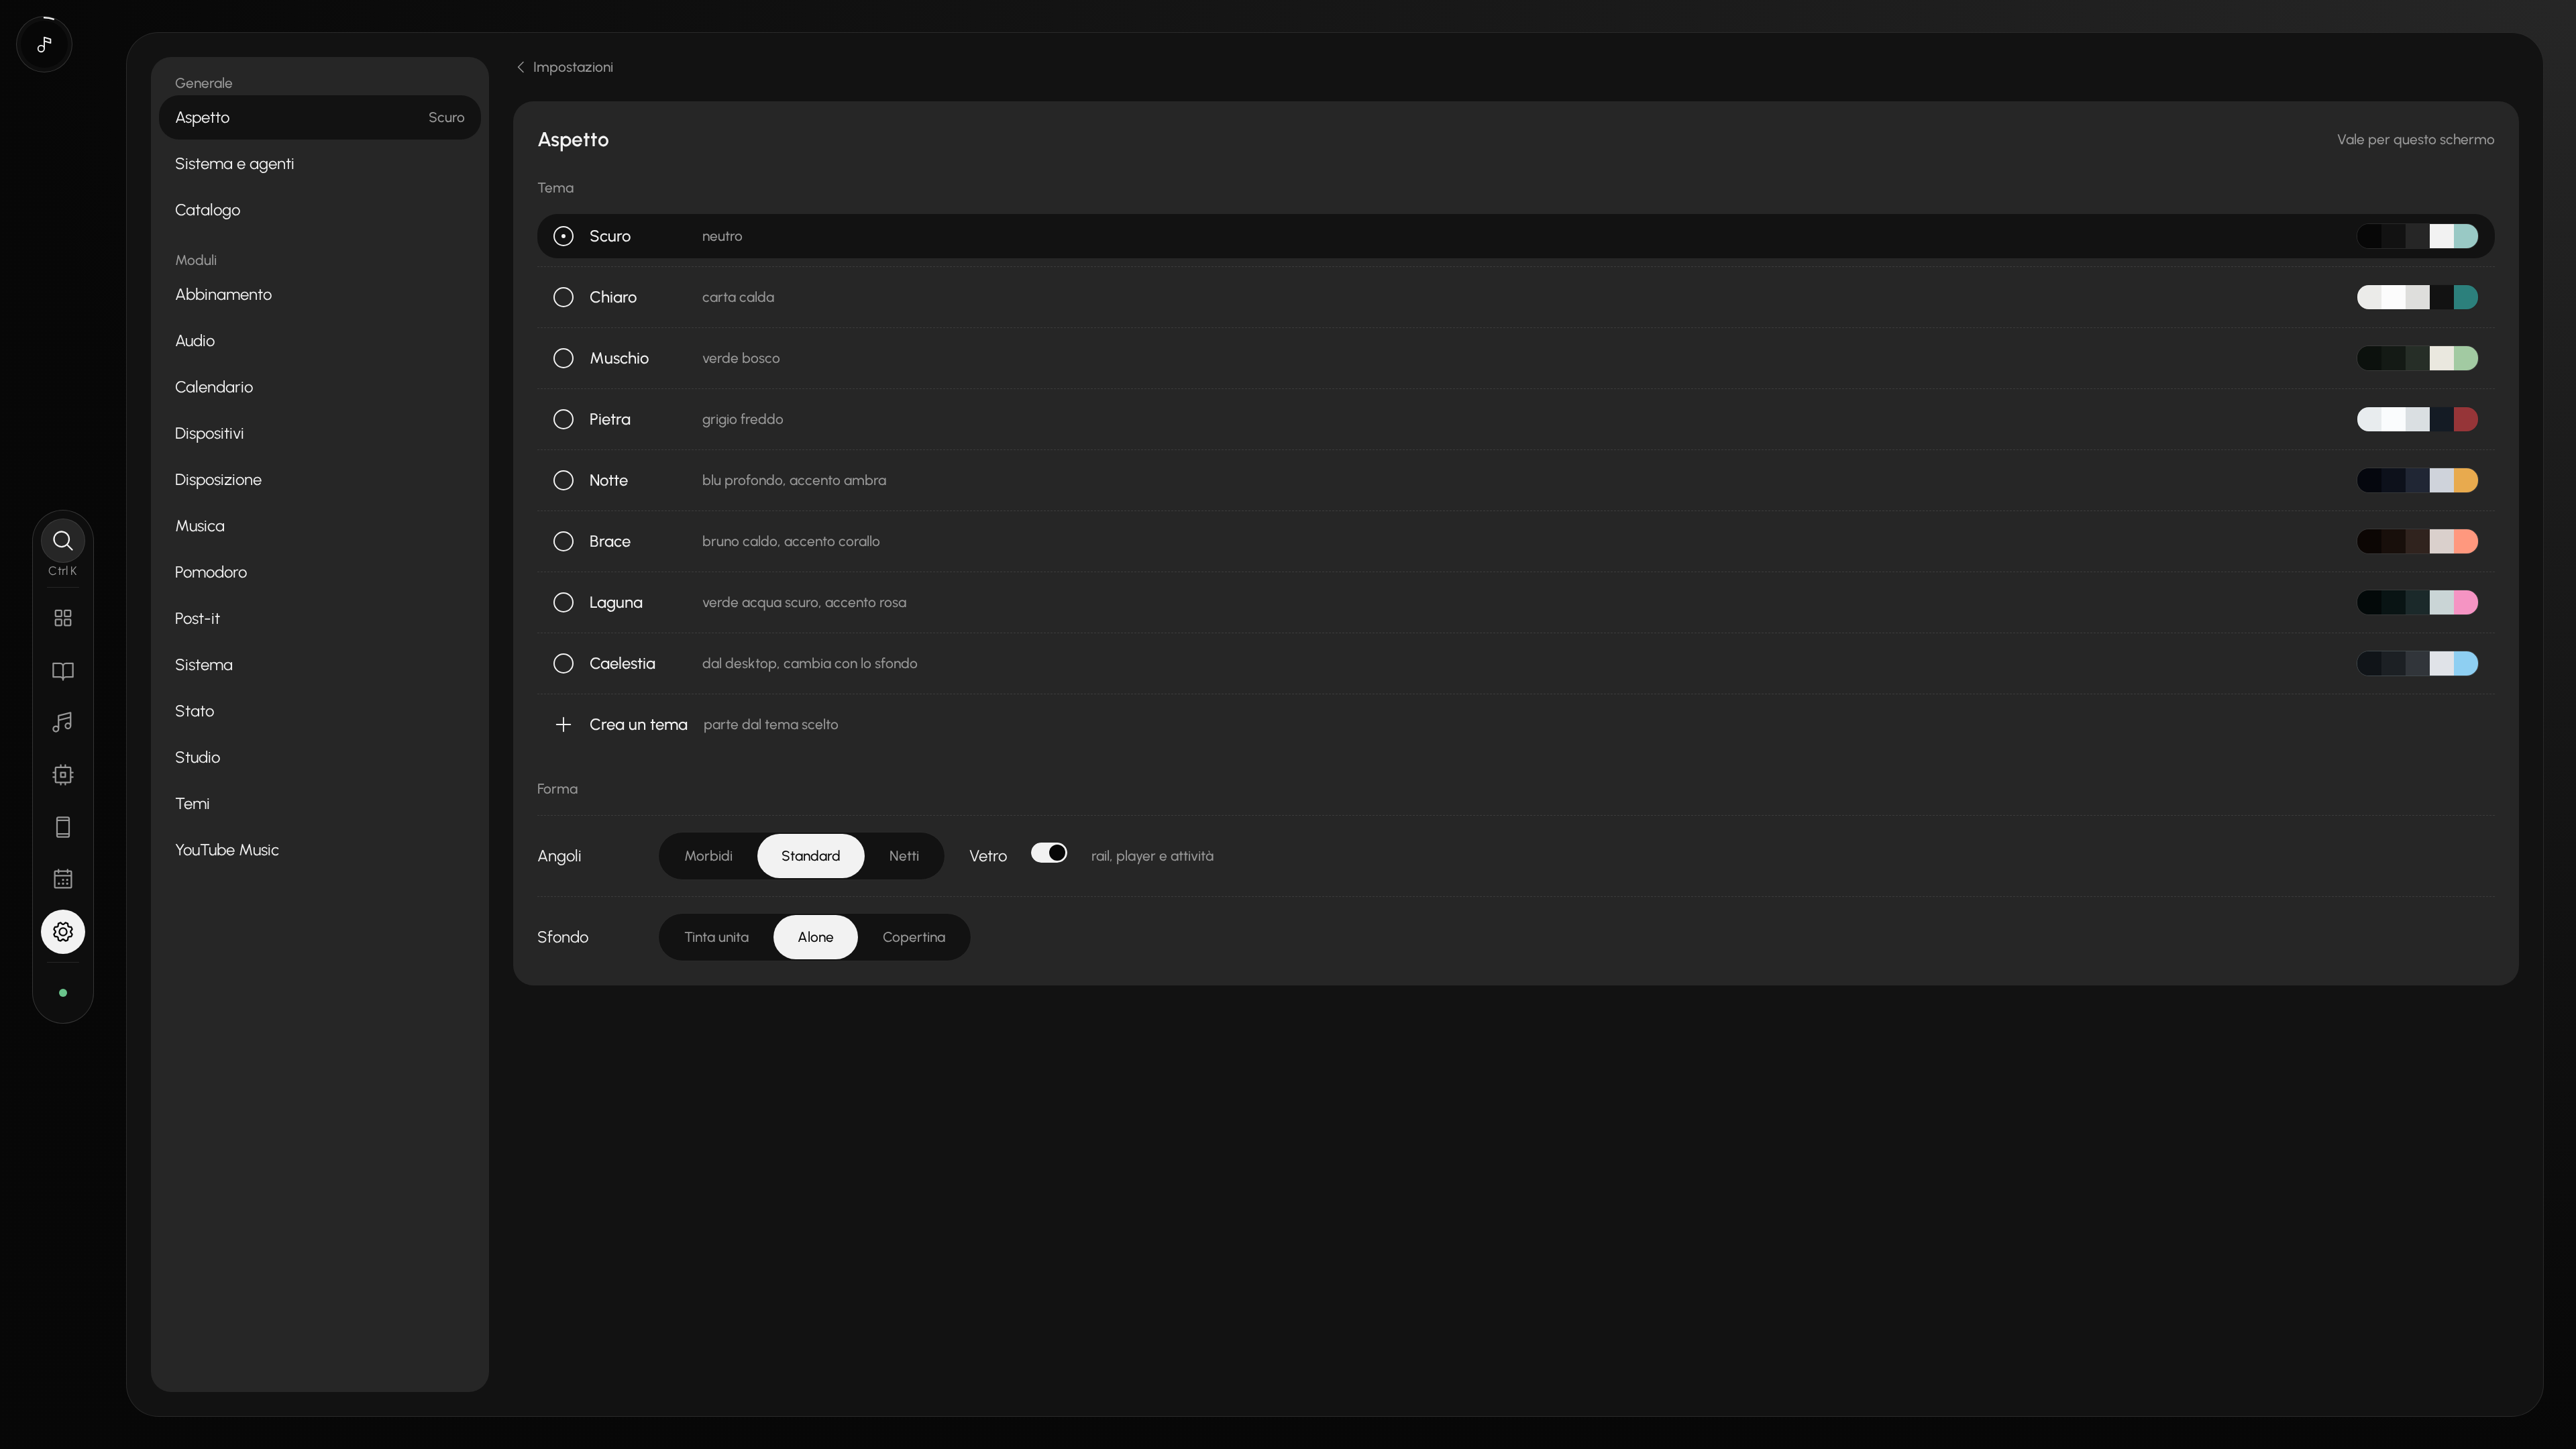 Generale
Aspetto Scuro
Sistema e agenti
Catalogo
Moduli
Abbinamento
Audio
Calendario
Dispositivi
Disposizione
Musica
Pomodoro
Post-it
Sistema
Stato
Studio
Temi
YouTube Music
Ctrl K
Impostazioni
Aspetto Vale per questo schermo
Tema
Scuro neutro
Chiaro carta calda
Muschio verde bosco
Pietra grigio freddo
Notte blu profondo, accento ambra
Brace bruno caldo, accento corallo
Laguna verde acqua scuro, accento rosa
Caelestia dal desktop, cambia con lo sfondo
Crea un tema parte dal tema scelto
Forma
Angoli Morbidi Standard Netti Vetro rail, player e attività
Sfondo Tinta unita Alone Copertina